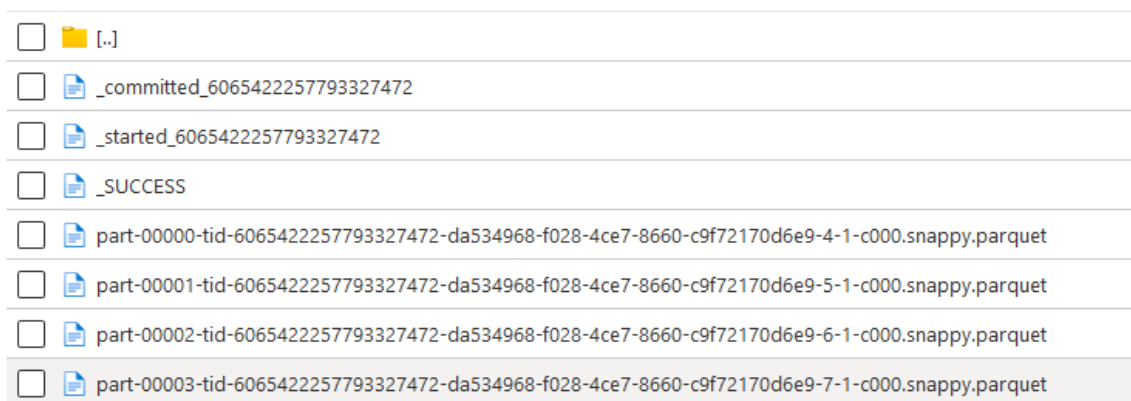 [..]
_committed_6065422257793327472
_started_6065422257793327472
_SUCCESS
part-00000-tid-6065422257793327472-da534968-f028-4ce7-8660-c9f72170d6e9-4-1-c000.snappy.parquet
part-00001-tid-6065422257793327472-da534968-f028-4ce7-8660-c9f72170d6e9-5-1-c000.snappy.parquet
part-00002-tid-6065422257793327472-da534968-f028-4ce7-8660-c9f72170d6e9-6-1-c000.snappy.parquet
part-00003-tid-6065422257793327472-da534968-f028-4ce7-8660-c9f72170d6e9-7-1-c000.snappy.parquet